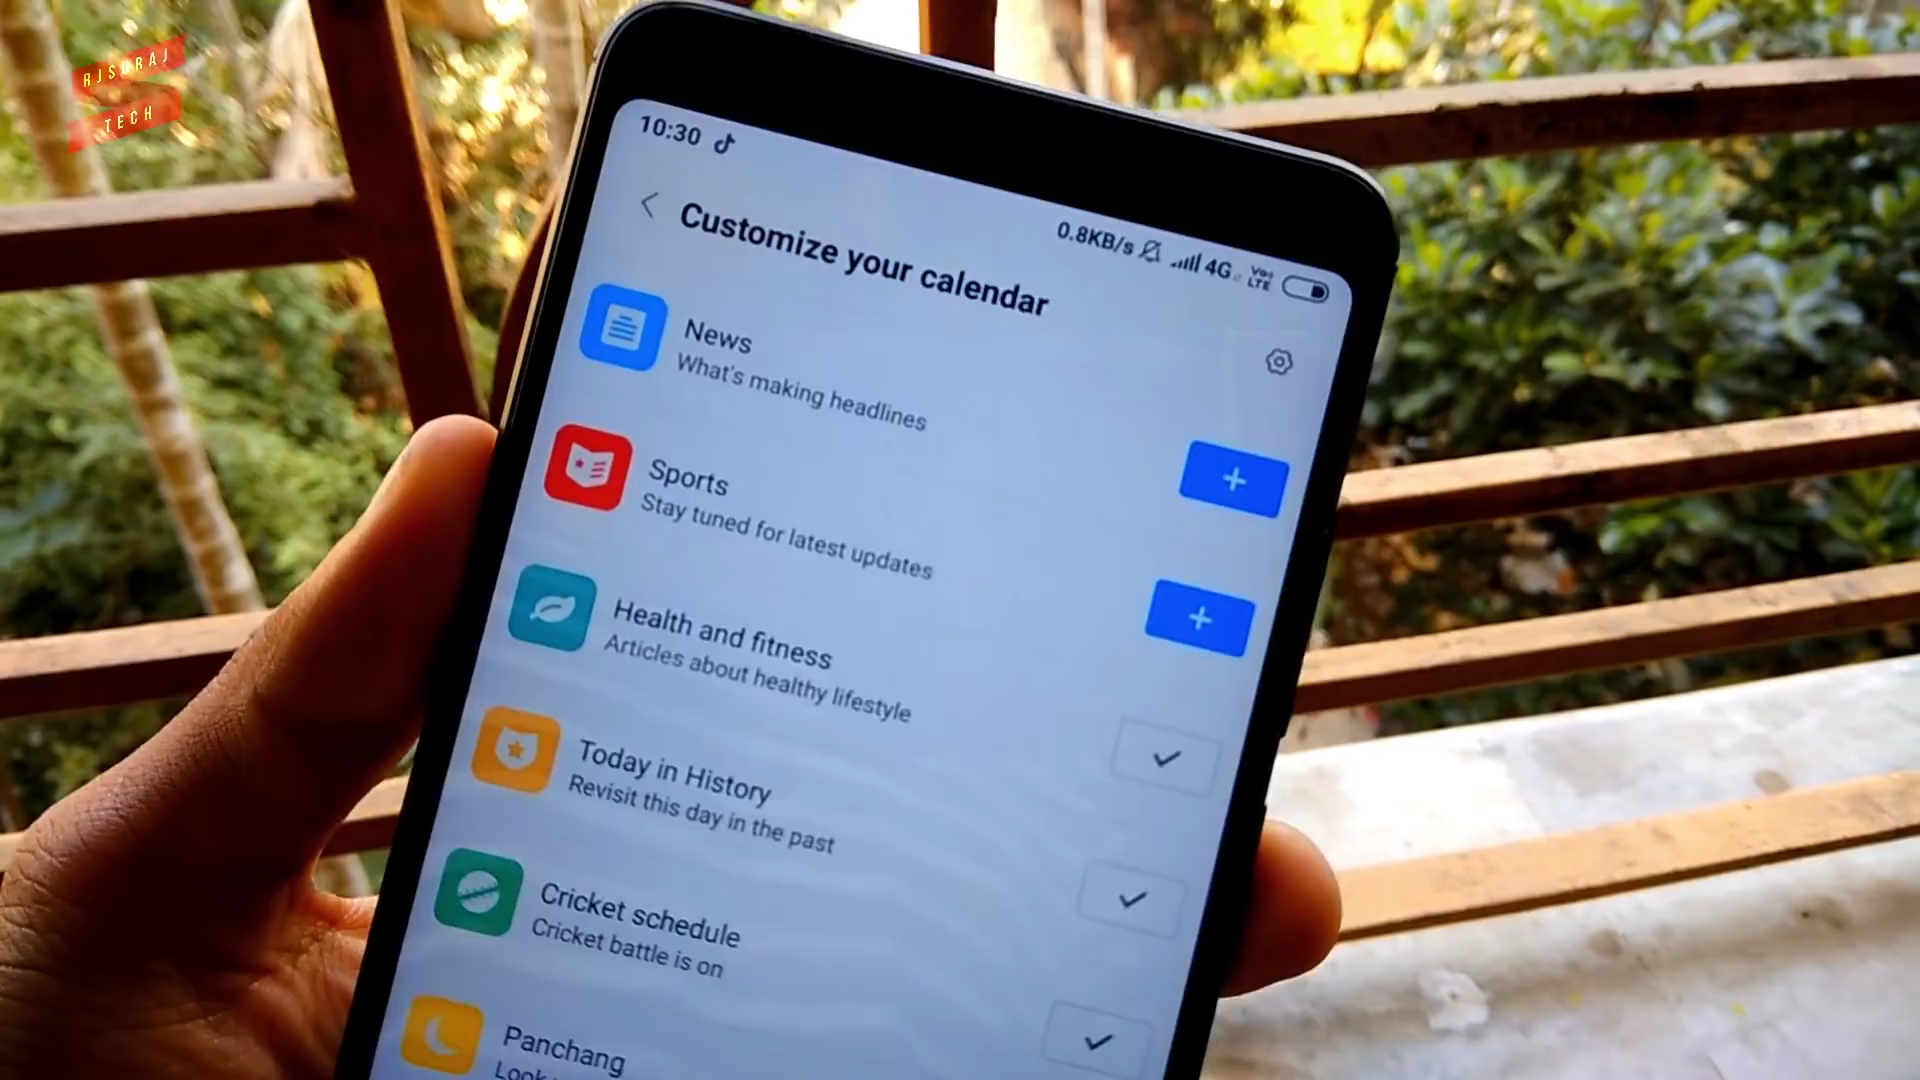 RJSURAJ
TECH
10:30
0.8KB/s 4G Vo LTE
Customize your calendar
News
What's making headlines
Sports
Stay tuned for latest updates
Health and fitness
Articles about healthy lifestyle
Today in History
Revisit this day in the past
Cricket schedule
Cricket battle is on
Panchang